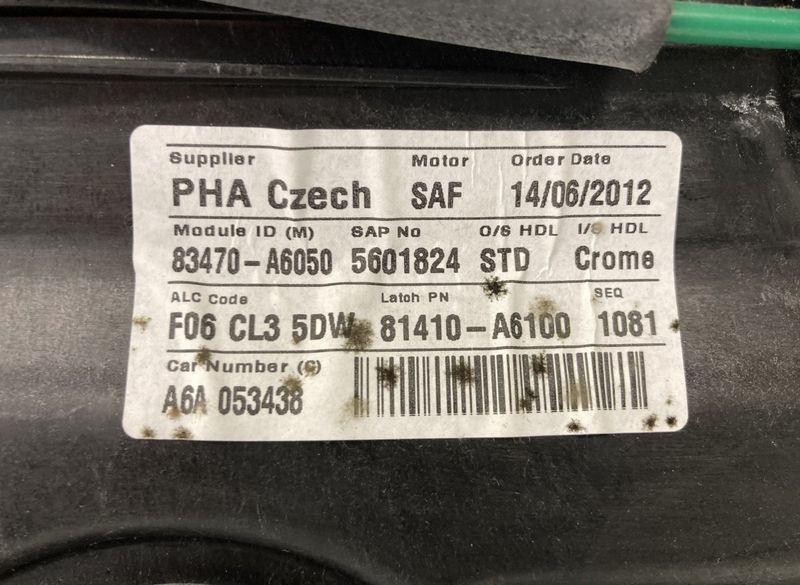 Supplier Motor Order Date
PHA Czech SAF 14/06/2012
Module ID (M) SAP No O/S HDL I/S HDL
83470-A6050 5601824 STD Crome
ALC Code Latch PN SEQ
F06 CL3 5DW 81410-A6100 1081
Car Number (C)
A6A 053438